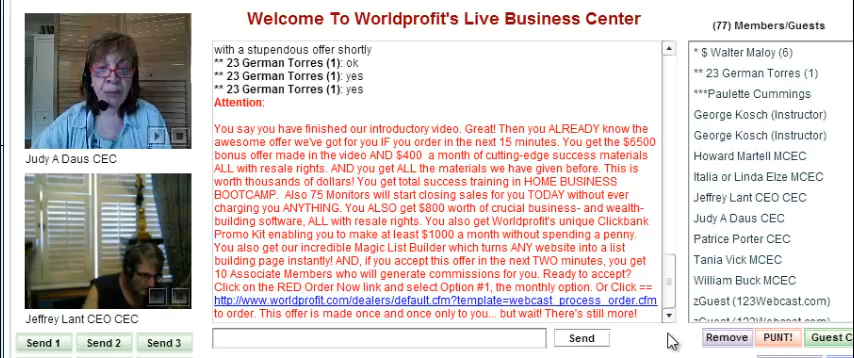 Welcome To Worldprofit's Live Business Center
(77) Members/Guests
Judy A Daus CEC
Jeffrey Lant CEO CEC
Send 1
Send 2
Send 3
with a stupendous offer shortly
** 23 German Torres (1): ok
** 23 German Torres (1): yes
** 23 German Torres (1): yes
Attention:
You say you have finished our introductory video. Great! Then you ALREADY know the
awesome offer we've got for you IF you order in the next 15 minutes. You get the $6500
bonus offer made in the video AND $400 a month of cutting-edge success materials
ALL with resale rights. AND you get ALL the materials we have given before. This is
worth thousands of dollars! You get total success training in HOME BUSINESS
BOOTCAMP. Also 75 Monitors will start closing sales for you TODAY without ever
charging you ANYTHING. You ALSO get $800 worth of crucial business- and wealth-
building software, ALL with resale rights. You also get Worldprofit's unique Clickbank
Promo Kit enabling you to make at least $1000 a month without spending a penny.
You also get our incredible Magic List Builder which turns ANY website into a list
building page instantly! AND, if you accept this offer in the next TWO minutes, you get
10 Associate Members who will generate commissions for you. Ready to accept?
Click on the RED Order Now link and select Option #1, the monthly option. Or Click ==
http://www.worldprofit.com/dealers/default.cfm?template=webcast_process_order.cfm
to order. This offer is made once and once only to you... but wait! There's still more!
Send
* $ Walter Maloy (6)
** 23 German Torres (1)
***Paulette Cummings
George Kosch (Instructor)
George Kosch (Instructor)
Howard Martell MCEC
Italia or Linda Elze MCEC
Jeffrey Lant CEO CEC
Judy A Daus CEC
Patrice Porter CEC
Tania Vick MCEC
William Buck MCEC
zGuest (123Webcast.com)
zGuest (123Webcast.com)
Remove
PUNT!
Guest C